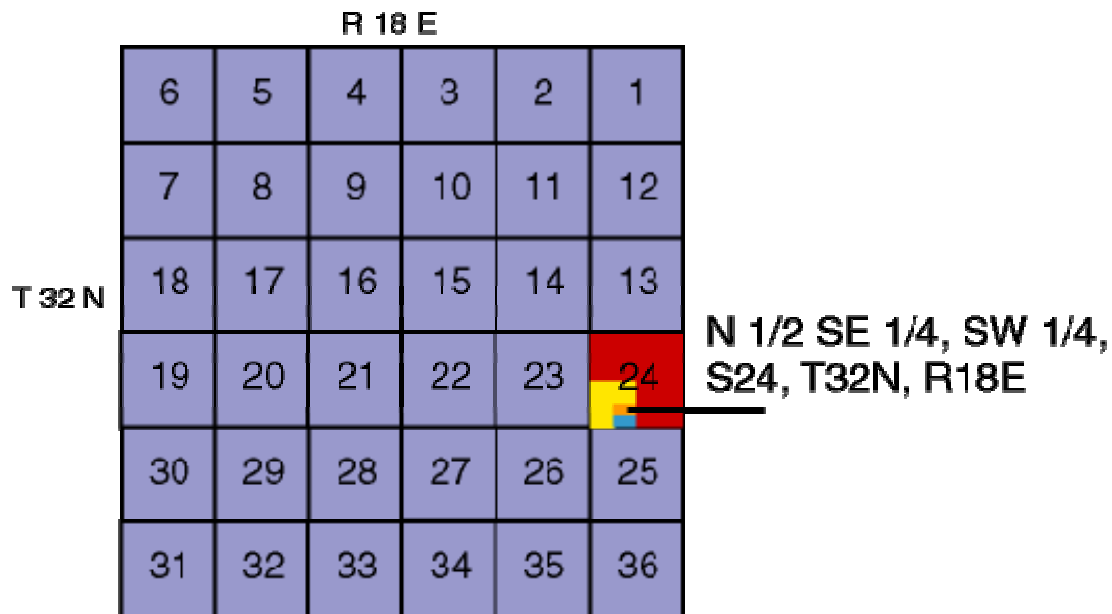 R 18 E
6 5 4 3 2 1
7 8 9 10 11 12
T 32 N
18 17 16 15 14 13
N 1/2 SE 1/4, SW 1/4,
S24, T32N, R18E
19 20 21 22 23 24
30 29 28 27 26 25
31 32 33 34 35 36